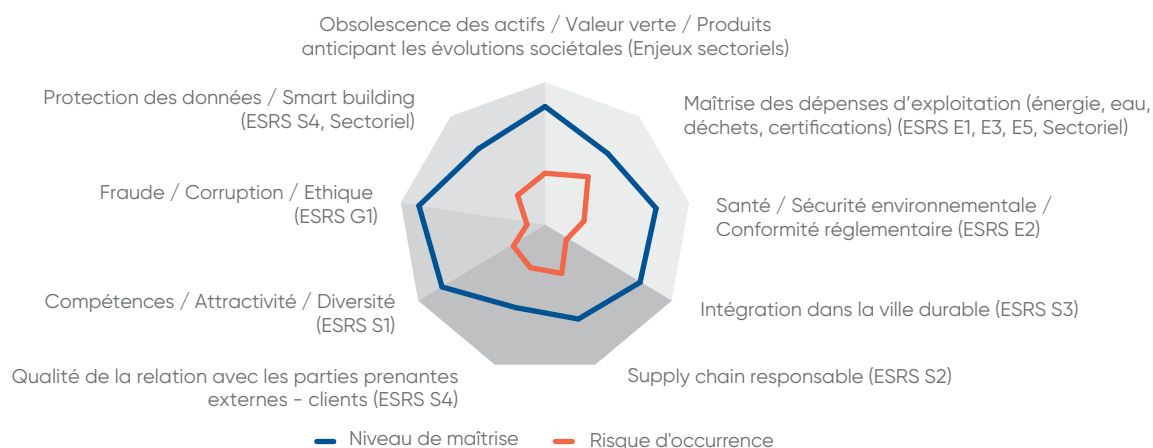 Obsolescence des actifs / Valeur verte / Produits
anticipant les évolutions sociétales (Enjeux sectoriels)
Protection des données / Smart building
(ESRS S4, Sectoriel)
Maîtrise des dépenses d’exploitation (énergie, eau,
déchets, certifications) (ESRS E1, E3, E5, Sectoriel)
Fraude / Corruption / Ethique
(ESRS G1)
Santé / Sécurité environnementale /
Conformité réglementaire (ESRS E2)
Compétences / Attractivité / Diversité
(ESRS S1)
Intégration dans la ville durable (ESRS S3)
Qualité de la relation avec les parties prenantes
externes - clients (ESRS S4)
Supply chain responsable (ESRS S2)
Niveau de maîtrise
Risque d'occurrence